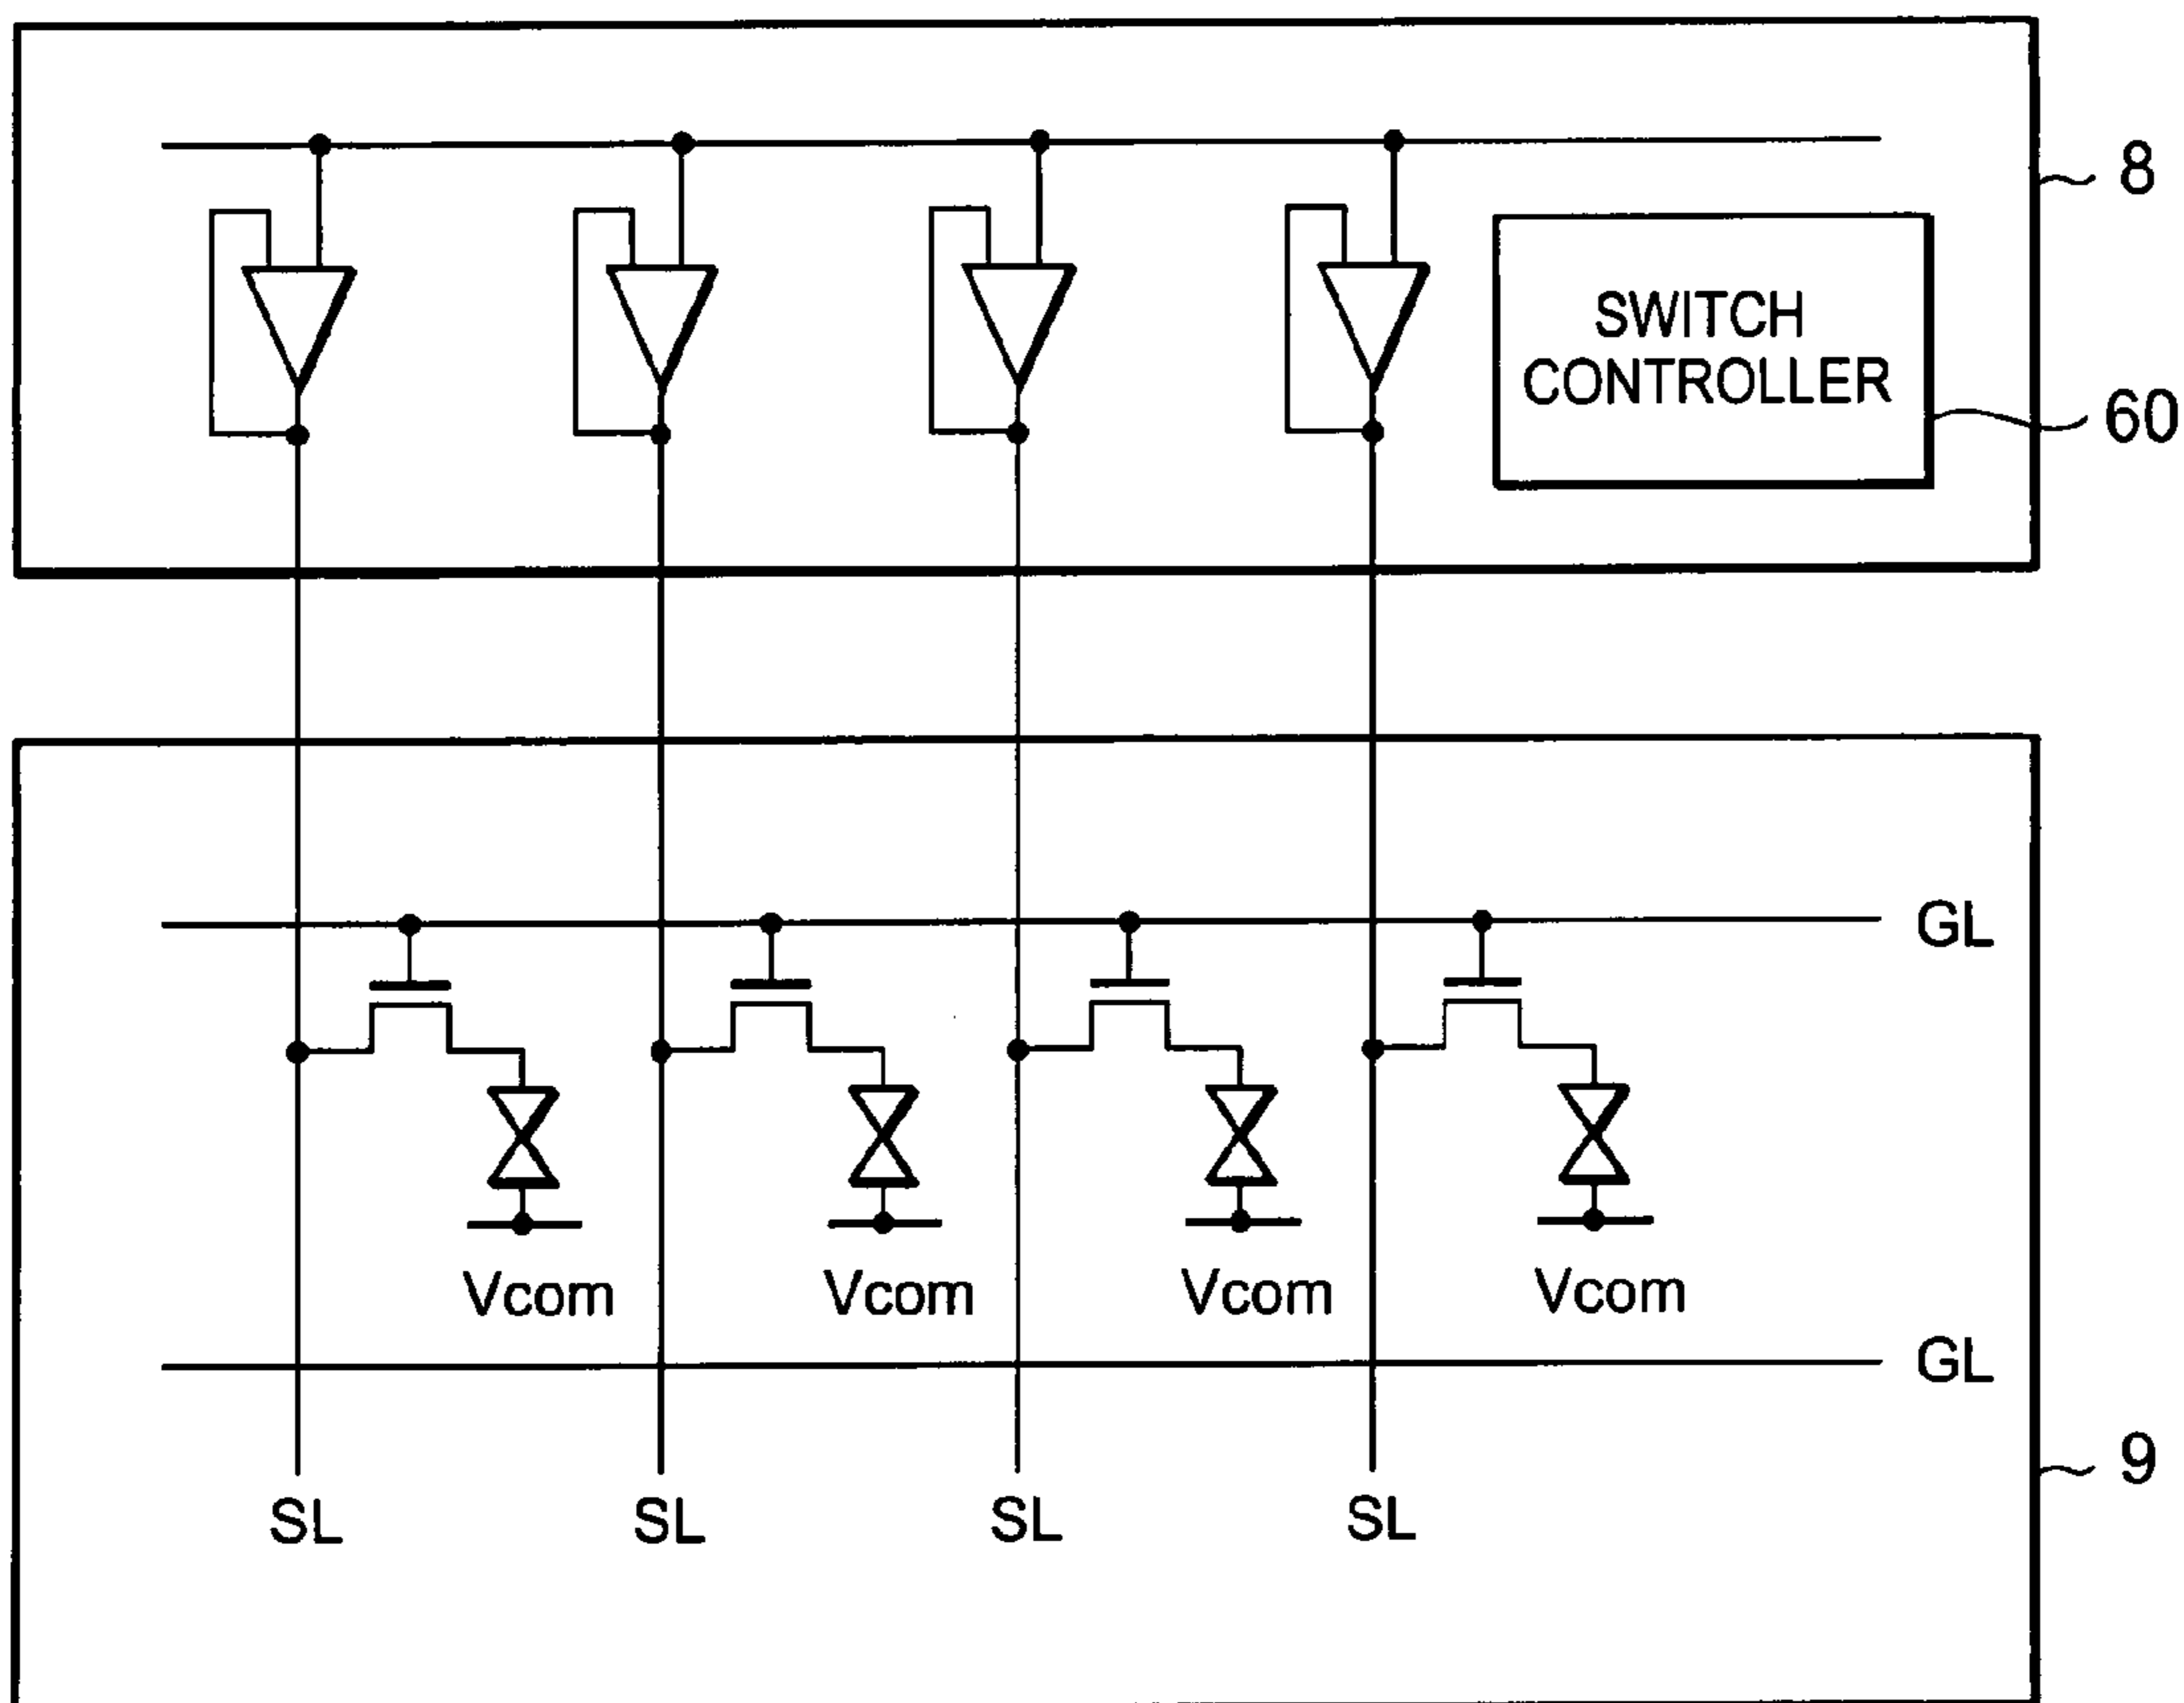 8
SWITCH
CONTROLLER
60
GL
Vcom Vcom Vcom Vcom
GL
9
SL SL SL SL